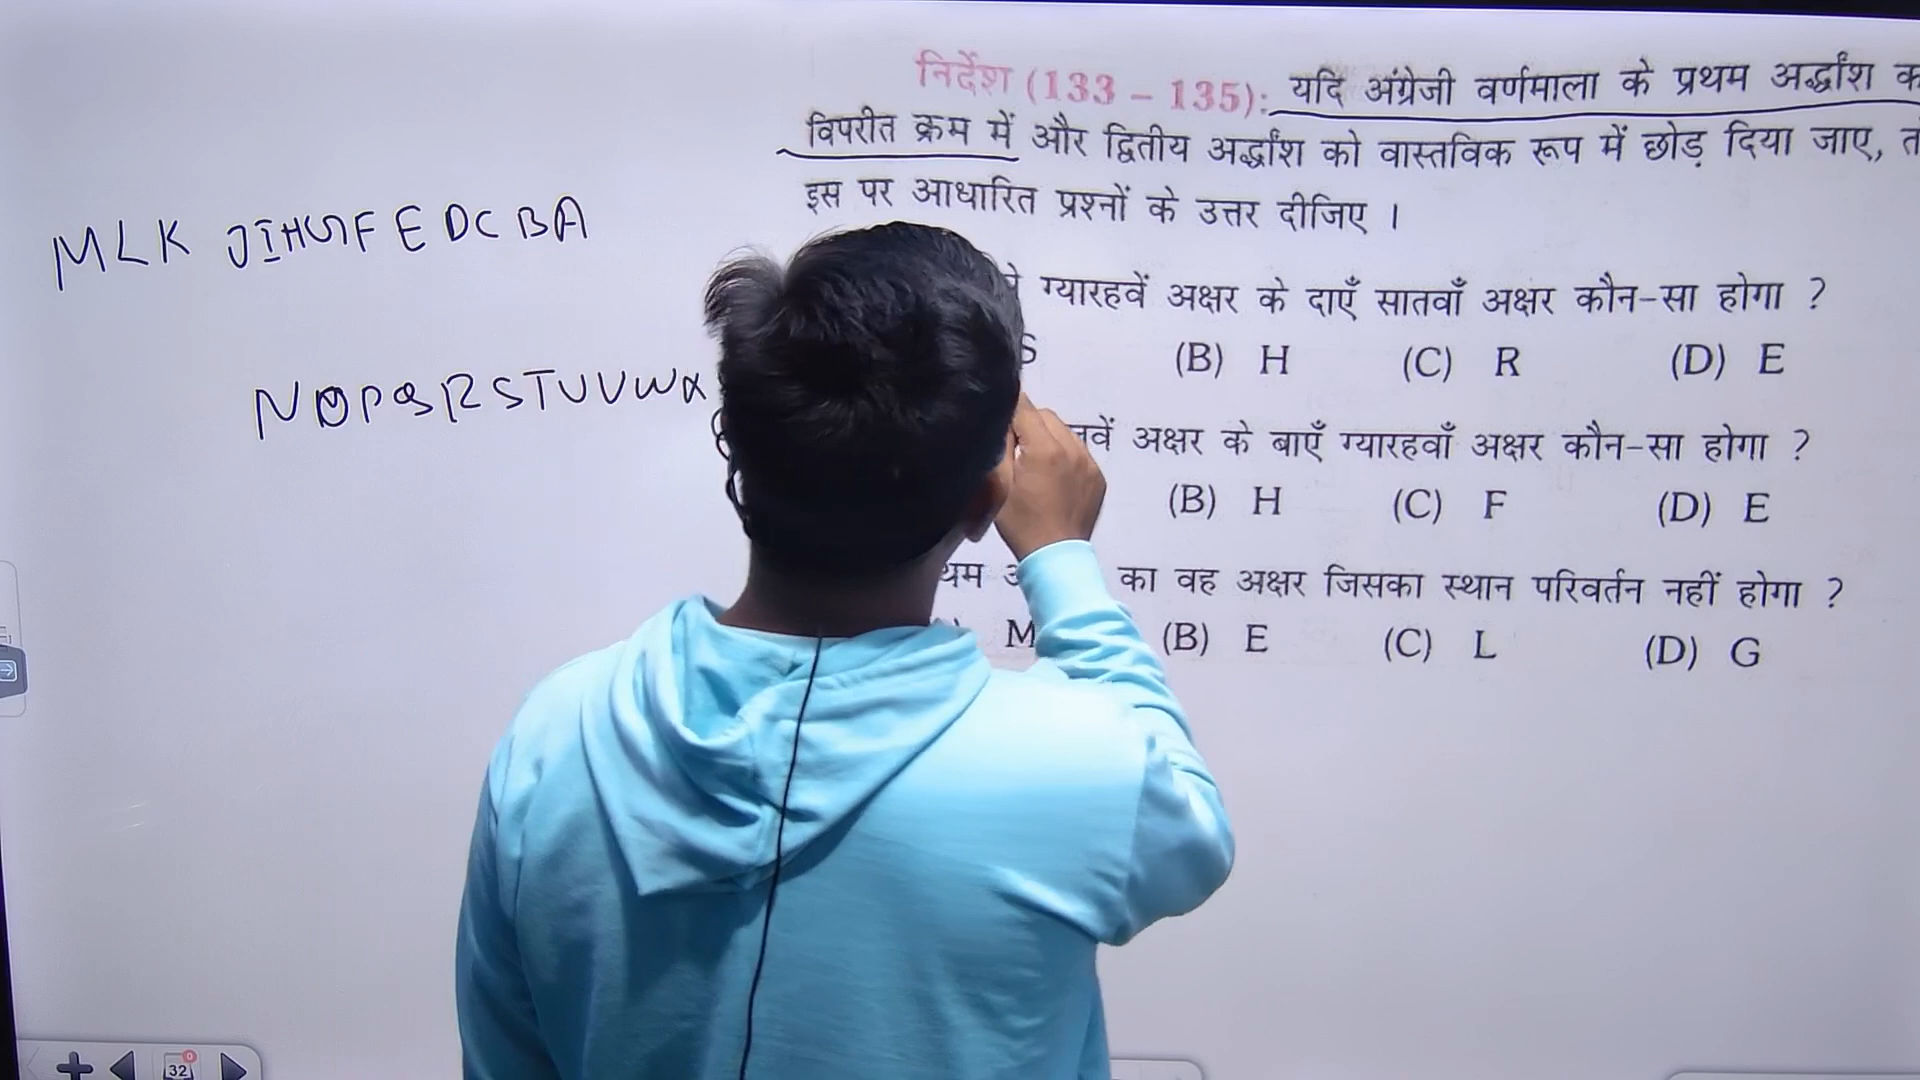 निर्देश (133 – 135): यदि अंग्रेजी वर्णमाला के प्रथम अर्द्धांश
विपरीत क्रम में और द्वितीय अर्द्धांश को वास्तविक रूप में छोड़ दिया जाए,
इस पर आधारित प्रश्नों के उत्तर दीजिए ।
MLK JIHGFEDCBA
ग्यारहवें अक्षर के दाएँ सातवाँ अक्षर कौन-सा होगा ?
S (B) H (C) R (D) E
NOPQRSTUVWX
अक्षर के बाएँ ग्यारहवाँ अक्षर कौन-सा होगा ?
(B) H (C) F (D) E
का वह अक्षर जिसका स्थान परिवर्तन नहीं होगा ?
M (B) E (C) L (D) G
32